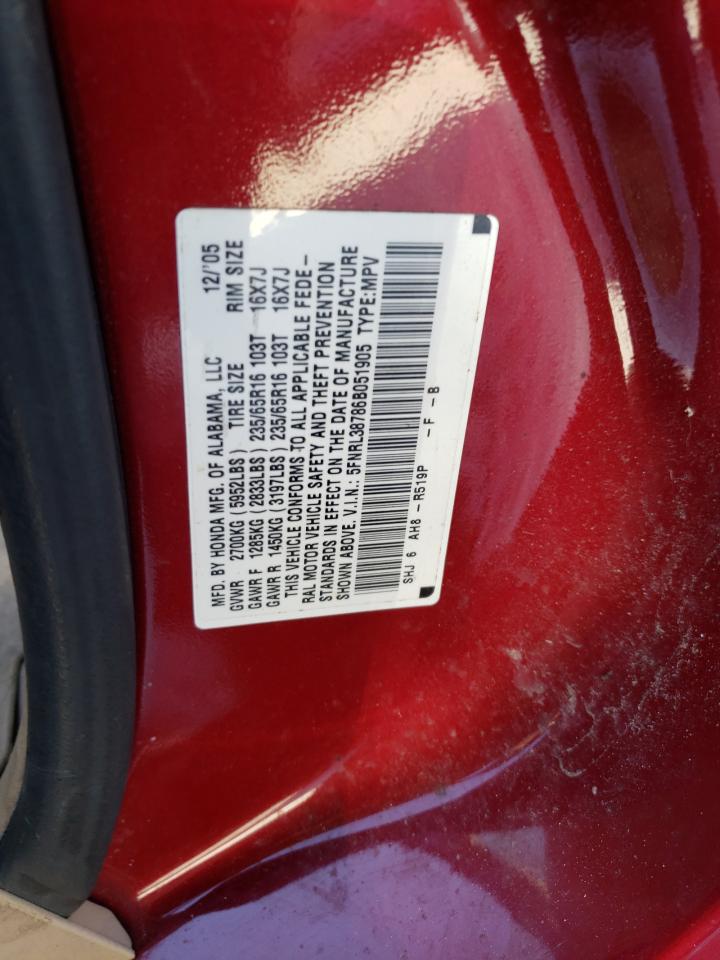 MFD. BY HONDA MFG. OF ALABAMA, LLC 12/'05
GVWR 2700KG (5952LBS) TIRE SIZE RIM SIZE
GAWR F 1285KG (2833LBS) 235/65R16 103T 16X7J
GAWR R 1450KG (3197LBS) 235/65R16 103T 16X7J
THIS VEHICLE CONFORMS TO ALL APPLICABLE FEDE-
RAL MOTOR VEHICLE SAFETY AND THEFT PREVENTION
STANDARDS IN EFFECT ON THE DATE OF MANUFACTURE
SHOWN ABOVE. V.I.N.: 5FNRL38786B051905 TYPE:MPV
SHJ 6 AH8 - R519P - F - B